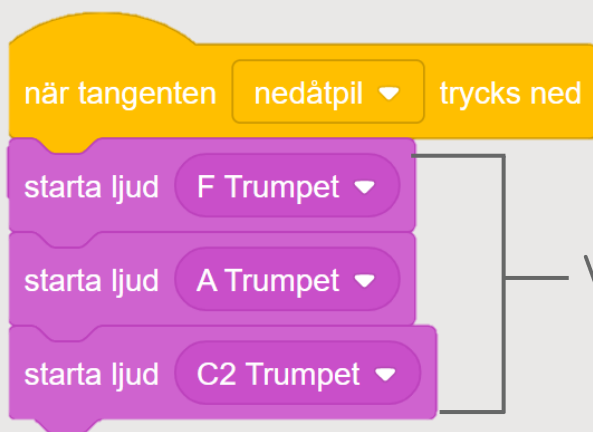 när tangenten nedåtpil trycks ned
starta ljud F Trumpet
starta ljud A Trumpet
starta ljud C2 Trumpet